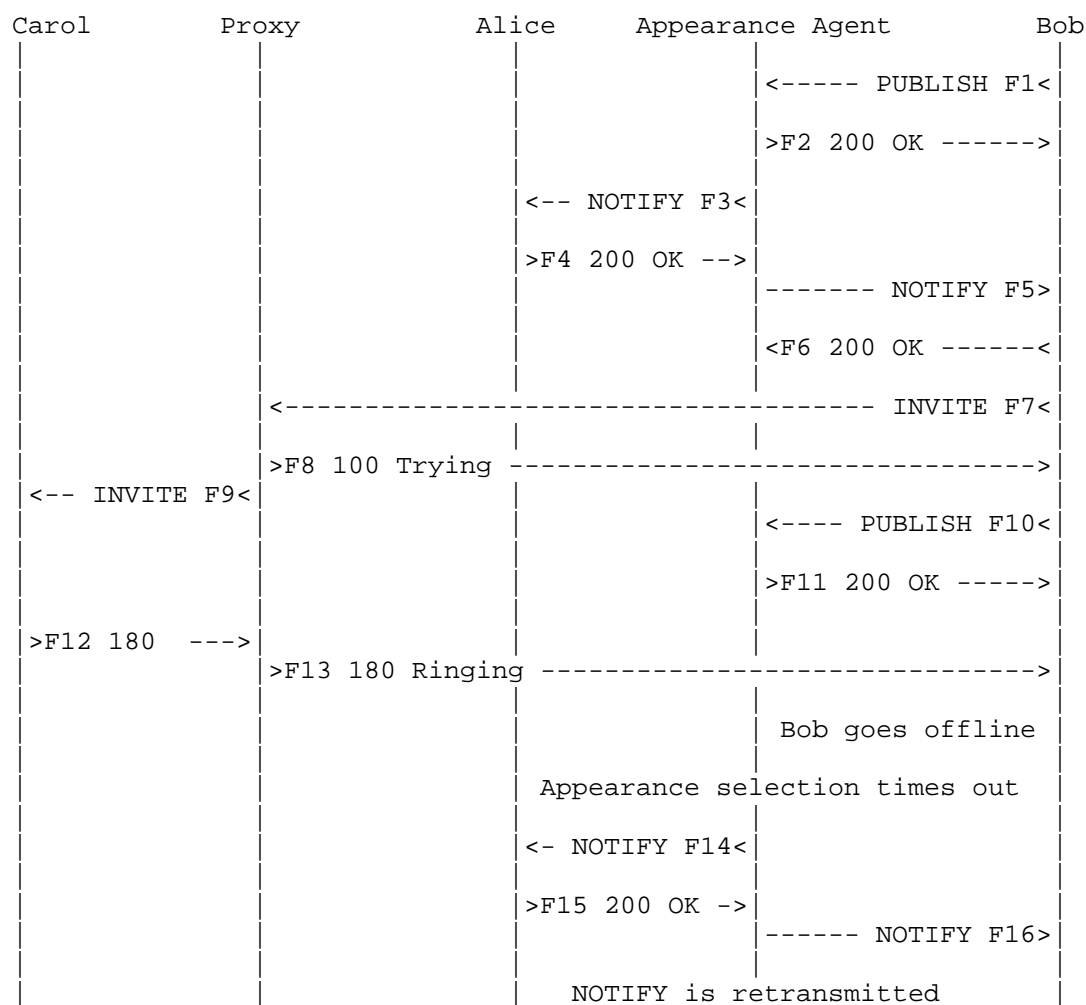 Carol Proxy Alice Appearance Agent Bob
<----- PUBLISH F1<
>F2 200 OK ------>
<-- NOTIFY F3<
>F4 200 OK -->
------- NOTIFY F5>
<F6 200 OK ------<
<------------------------------------- INVITE F7<
>F8 100 Trying --------------------------------->
<-- INVITE F9<
<---- PUBLISH F10<
>F11 200 OK ----->
>F12 180 --->
>F13 180 Ringing ------------------------------->
Bob goes offline
Appearance selection times out
<- NOTIFY F14<
>F15 200 OK ->
------ NOTIFY F16>
NOTIFY is retransmitted